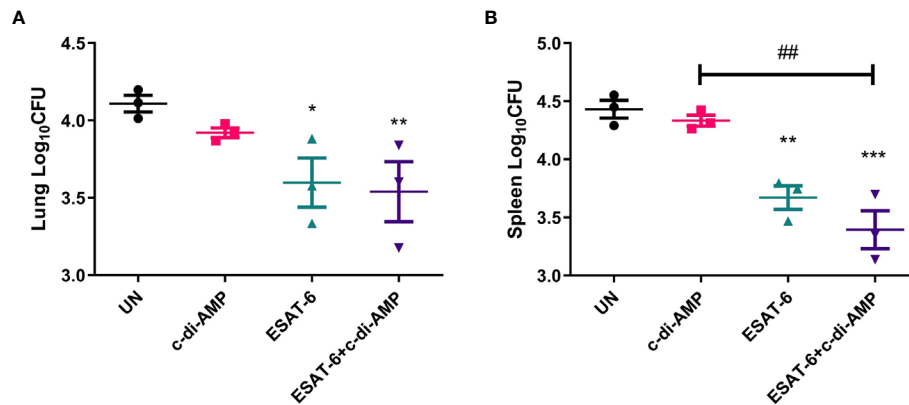 A
Lung Log10CFU
4.5
4.0
3.5
3.0
*
**
UN
c-di-AMP
ESAT-6
ESAT-6+c-di-AMP
B
Spleen Log10CFU
5.0
4.5
4.0
3.5
3.0
##
**
***
UN
c-di-AMP
ESAT-6
ESAT-6+c-di-AMP